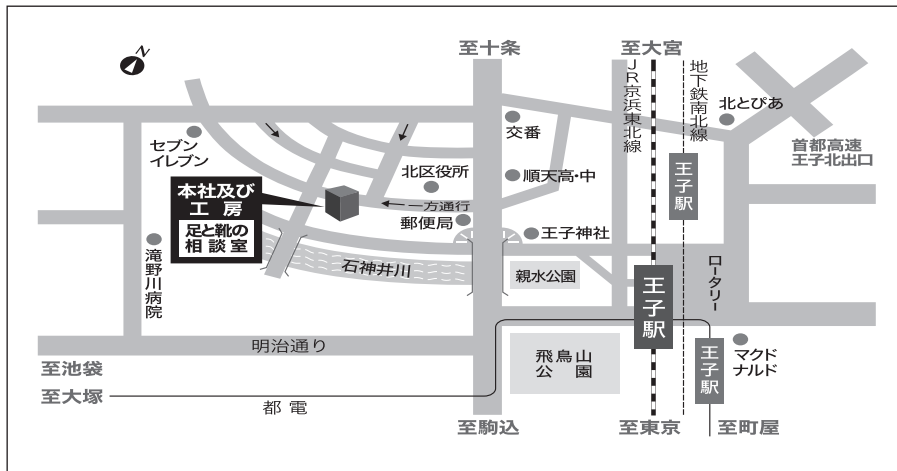 N
至十条
至大宮
JR京浜東北線
地下鉄南北線
北とぴあ
首都高速
王子北出口
交番
セブン
イレブン
北区役所
順天高・中
王子駅
本社及び
工房
足と靴の
相談室
一方通行
郵便局
王子神社
滝野川病院
石神井川
親水公園
王子駅
ロータリー
明治通り
飛鳥山
公園
王子駅
マクド
ナルド
至池袋
至大塚
都電
至駒込
至東京
至町屋